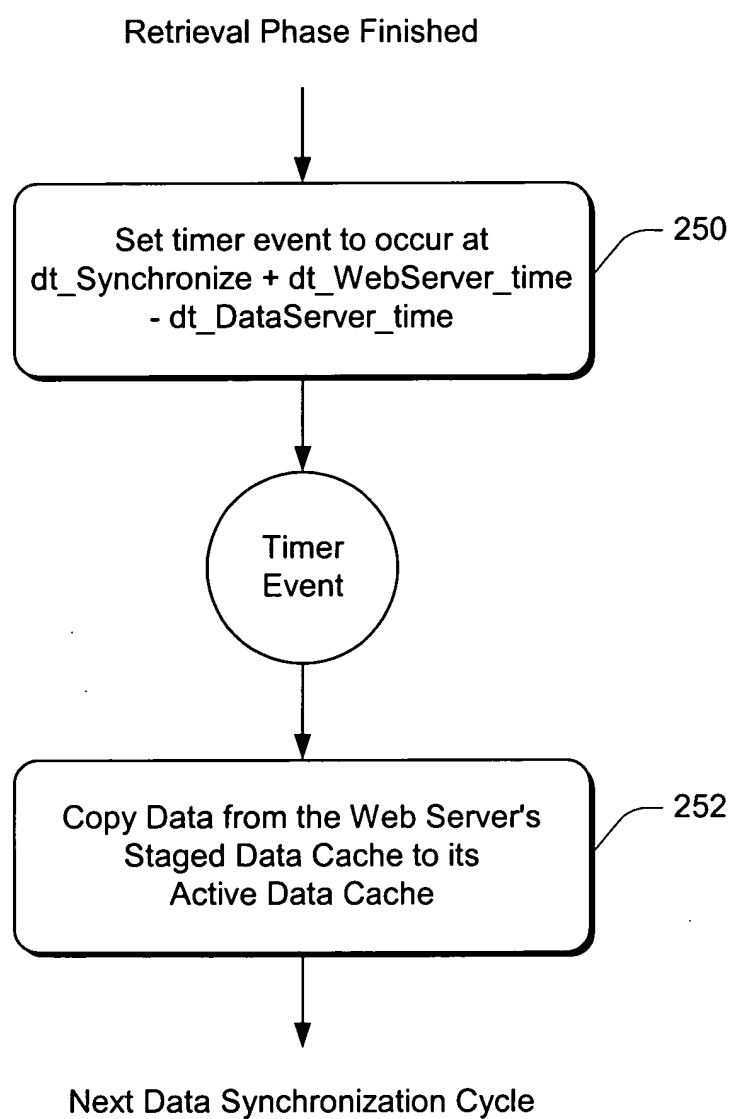 Retrieval Phase Finished
Set timer event to occur at
dt_Synchronize + dt_WebServer_time
- dt_DataServer_time
250
Timer
Event
Copy Data from the Web Server's
Staged Data Cache to its
Active Data Cache
252
Next Data Synchronization Cycle